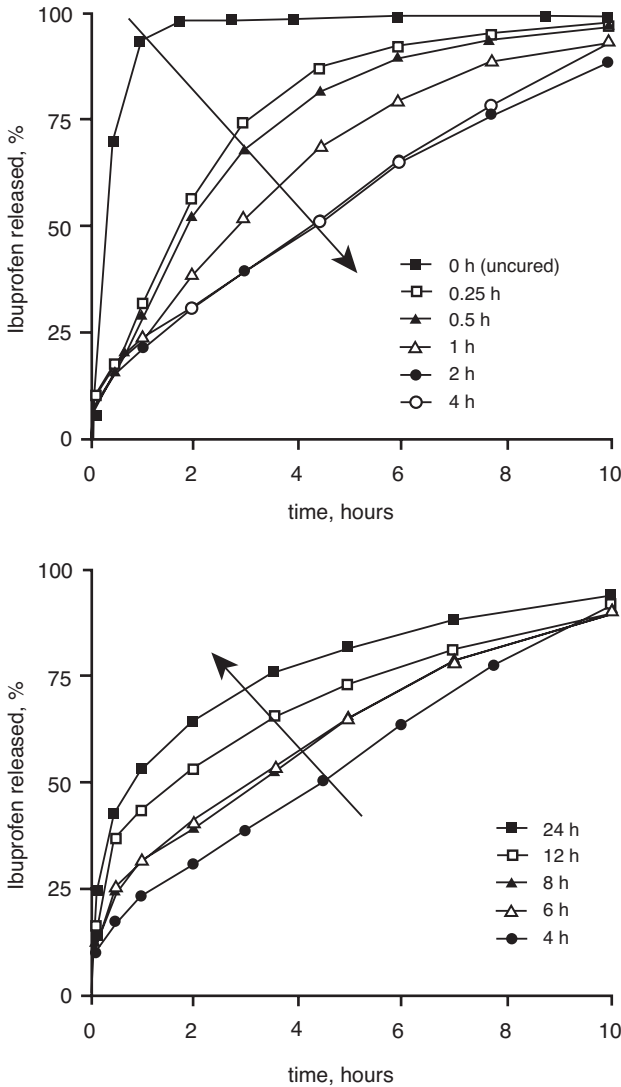 100
75
50
25
0
Ibuprofen released, %
0 h (uncured)
0.25 h
0.5 h
1 h
2 h
4 h
0 2 4 6 8 10
time, hours
100
75
50
25
0
Ibuprofen released, %
24 h
12 h
8 h
6 h
4 h
0 2 4 6 8 10
time, hours